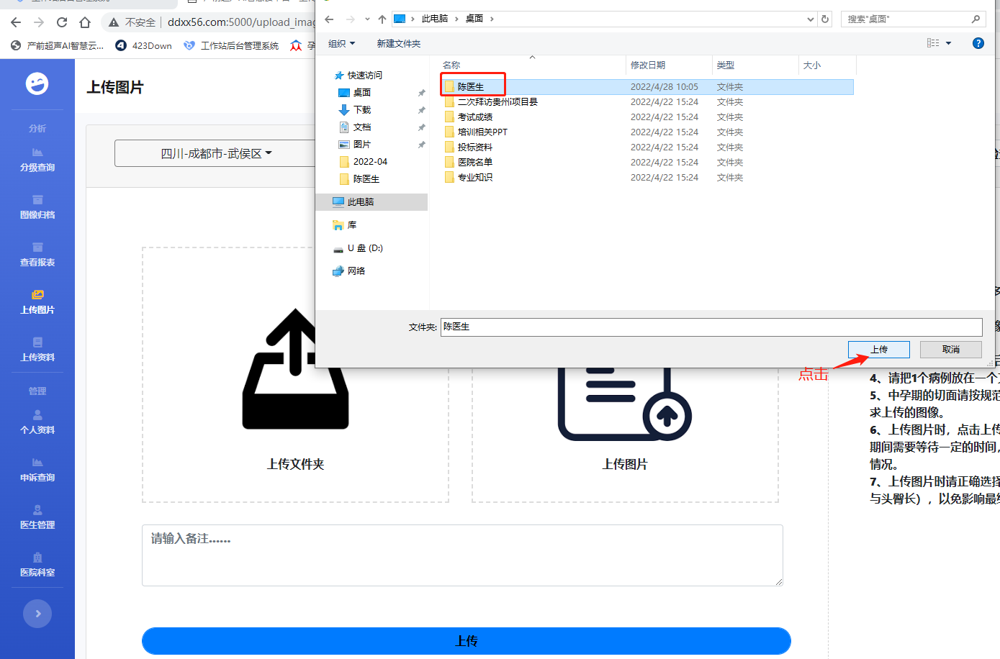 不安全 ddxx56.com:5000/upload_imag
产前超声AI智慧云... 423Down 工作站后台管理系统 孕
分析
分级查询
图像归档
查看报表
上传图片
上传资料
管理
个人资料
申诉查询
医生管理
医院科室
上传图片
四川-成都市-武侯区
上传文件夹
上传图片
请输入备注......
上传
此电脑 桌面
搜索"桌面"
组织 新建文件夹
快速访问
桌面
下载
文档
图片
2022-04
陈医生
此电脑
库
U 盘 (D:)
网络
名称 修改日期 类型 大小
陈医生 2022/4/28 10:05 文件夹
二次拜访贵州i项目县 2022/4/22 15:24 文件夹
考试成绩 2022/4/22 15:24 文件夹
培训相关PPT 2022/4/22 15:24 文件夹
投标资料 2022/4/22 15:24 文件夹
医院名单 2022/4/22 15:24 文件夹
专业知识 2022/4/22 15:24 文件夹
文件夹: 陈医生
上传 取消
点击
4、请把1个病例放在一个
5、中孕期的切面请按规范
求上传的图像。
6、上传图片时，点击上传
期间需要等待一定的时间，
情况。
7、上传图片时请正确选择
与头臀长），以免影响最